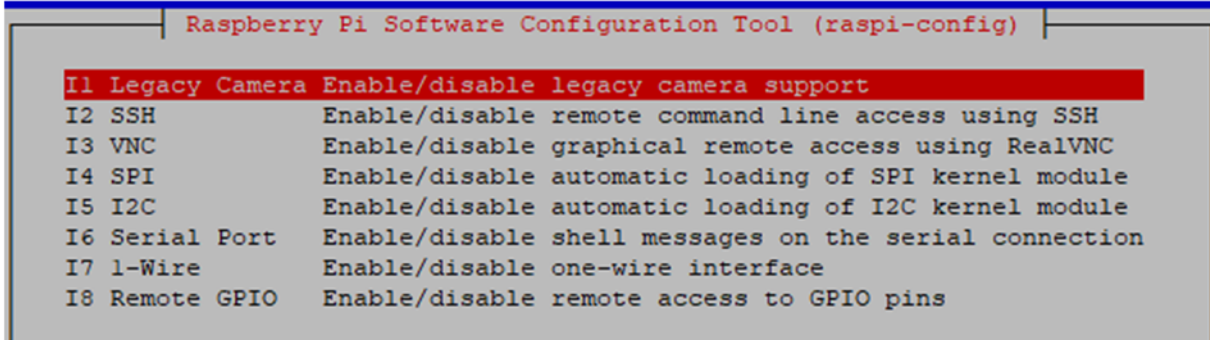 Raspberry Pi Software Configuration Tool (raspi-config)
I1 Legacy Camera Enable/disable legacy camera support
I2 SSH Enable/disable remote command line access using SSH
I3 VNC Enable/disable graphical remote access using RealVNC
I4 SPI Enable/disable automatic loading of SPI kernel module
I5 I2C Enable/disable automatic loading of I2C kernel module
I6 Serial Port Enable/disable shell messages on the serial connection
I7 1-Wire Enable/disable one-wire interface
I8 Remote GPIO Enable/disable remote access to GPIO pins